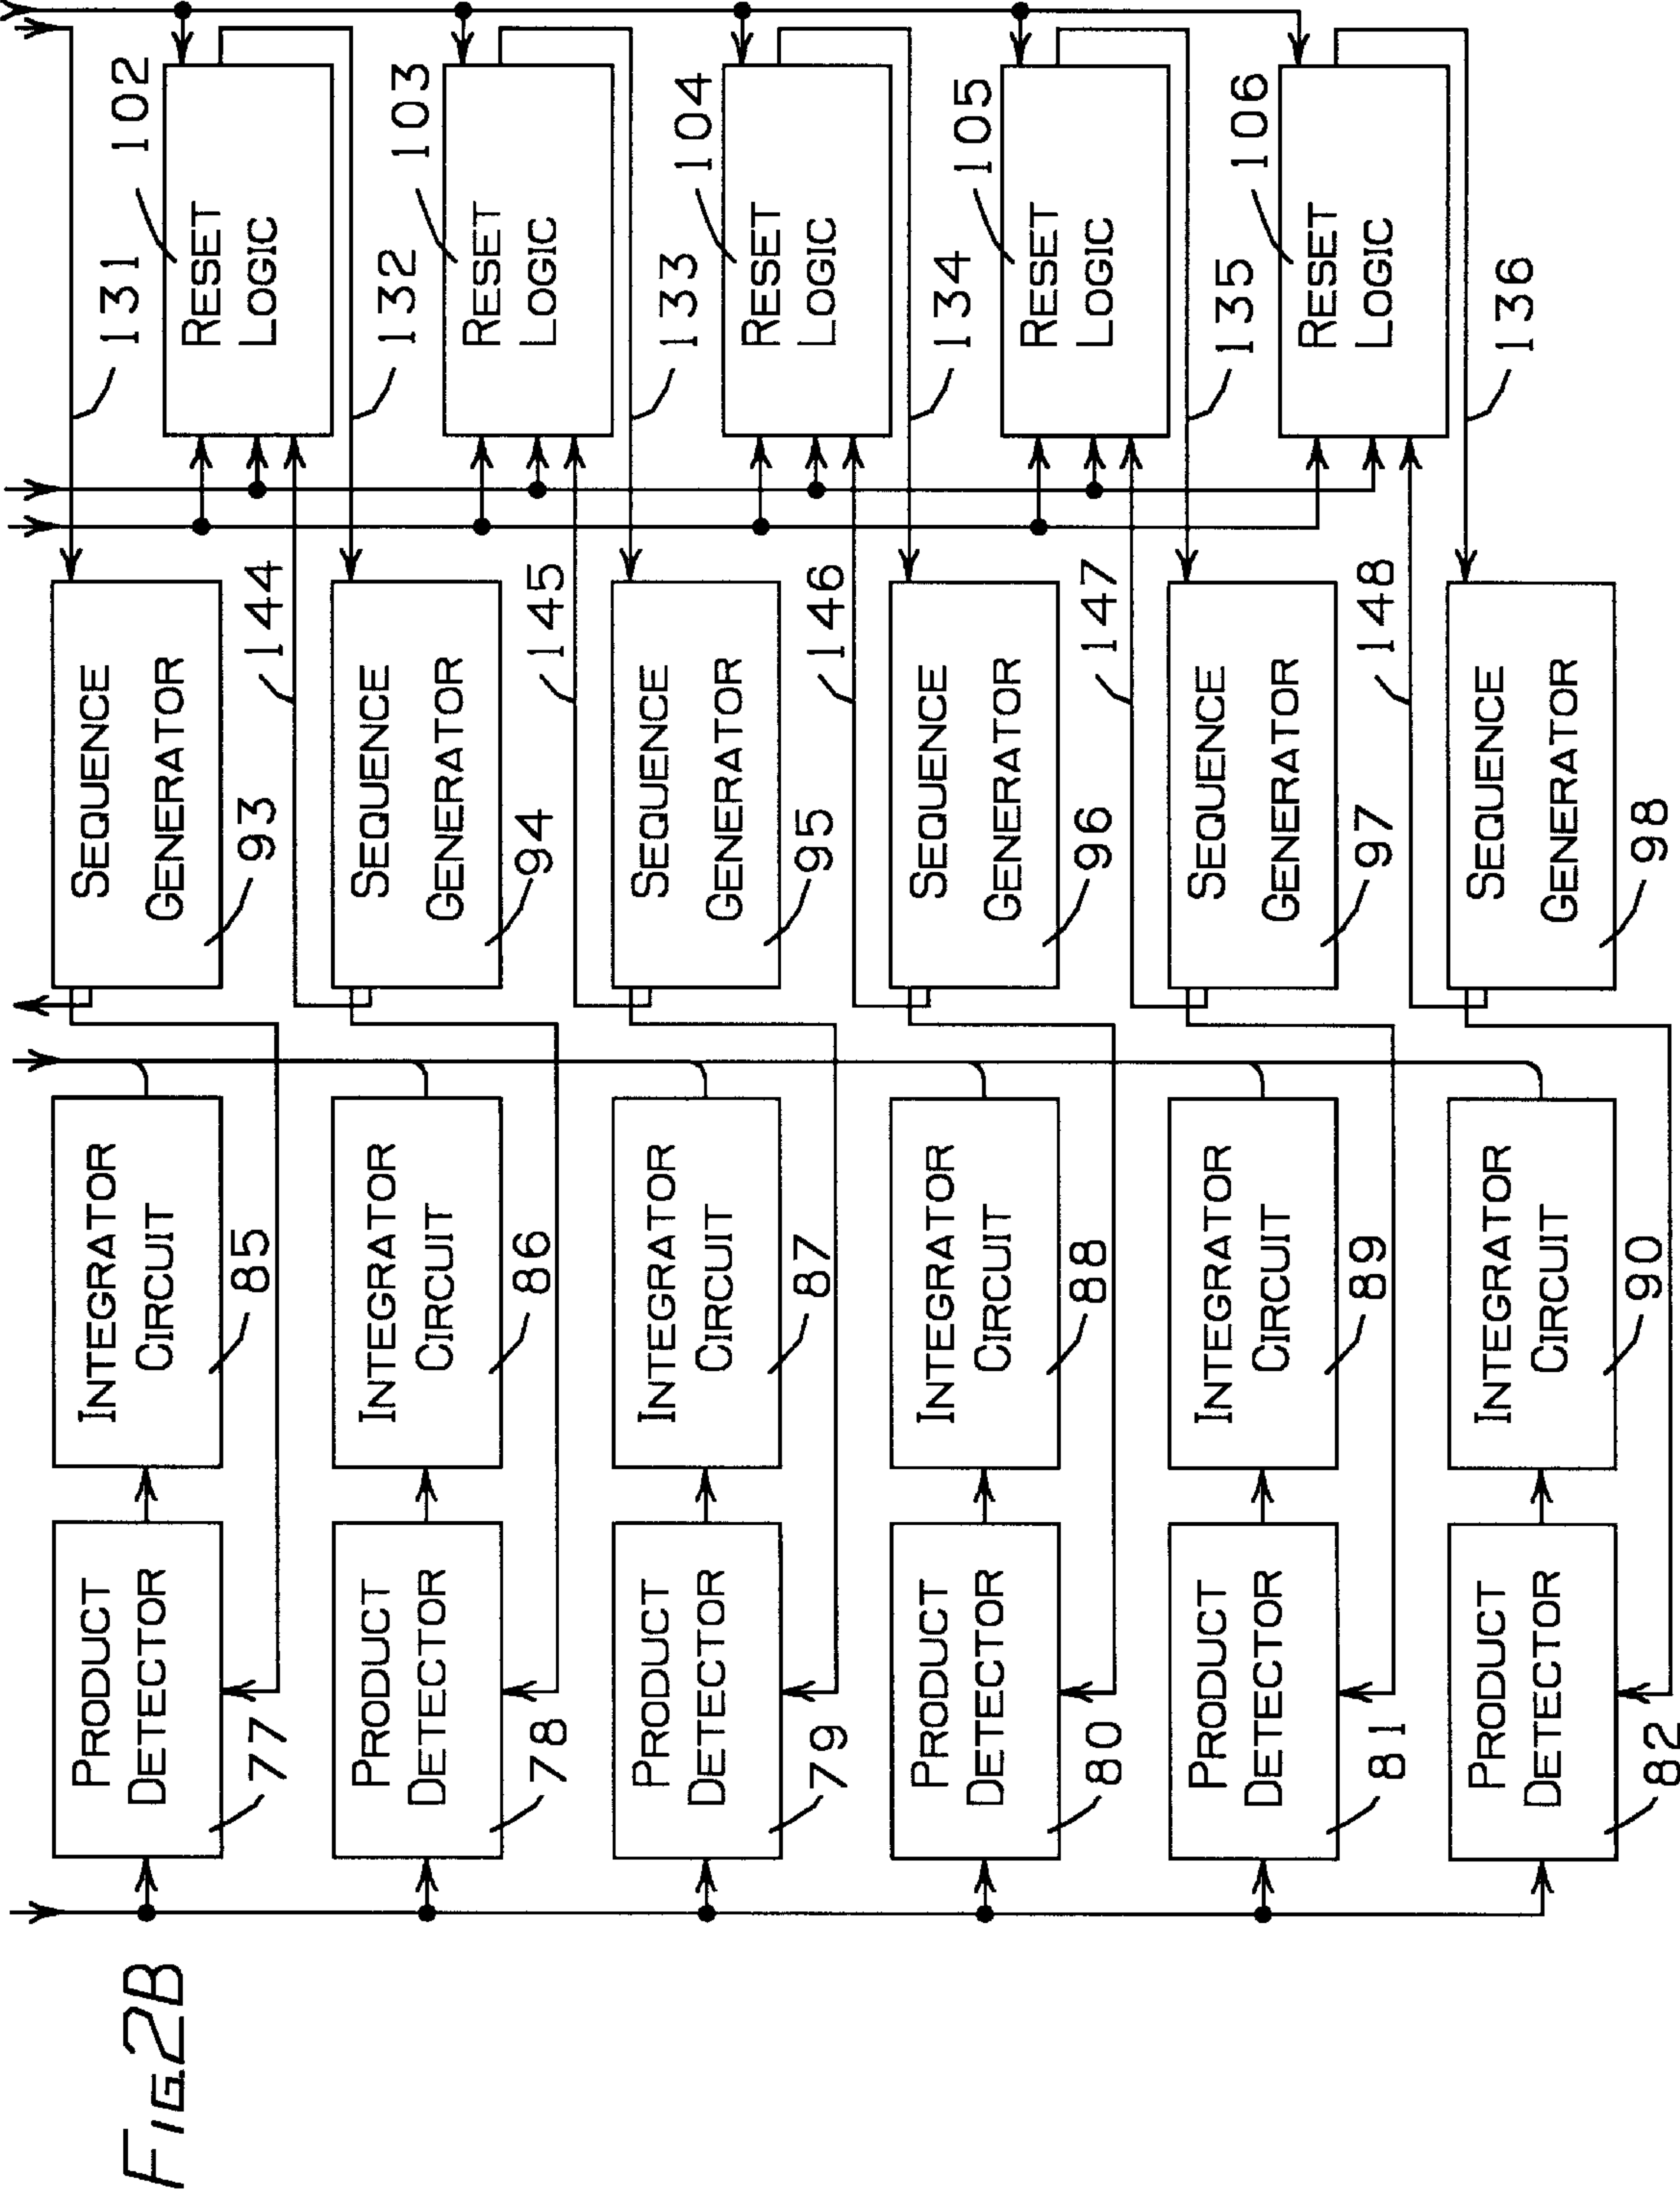 FIG.2B
PRODUCT
DETECTOR
77
INTEGRATOR
CIRCUIT
85
SEQUENCE
GENERATOR
93
131
RESET
LOGIC
102
PRODUCT
DETECTOR
78
INTEGRATOR
CIRCUIT
86
144
SEQUENCE
GENERATOR
94
132
RESET
LOGIC
103
PRODUCT
DETECTOR
79
INTEGRATOR
CIRCUIT
87
145
SEQUENCE
GENERATOR
95
133
RESET
LOGIC
104
PRODUCT
DETECTOR
80
INTEGRATOR
CIRCUIT
88
146
SEQUENCE
GENERATOR
96
134
RESET
LOGIC
105
PRODUCT
DETECTOR
81
INTEGRATOR
CIRCUIT
89
147
SEQUENCE
GENERATOR
97
135
RESET
LOGIC
106
PRODUCT
DETECTOR
82
INTEGRATOR
CIRCUIT
90
148
SEQUENCE
GENERATOR
98
136